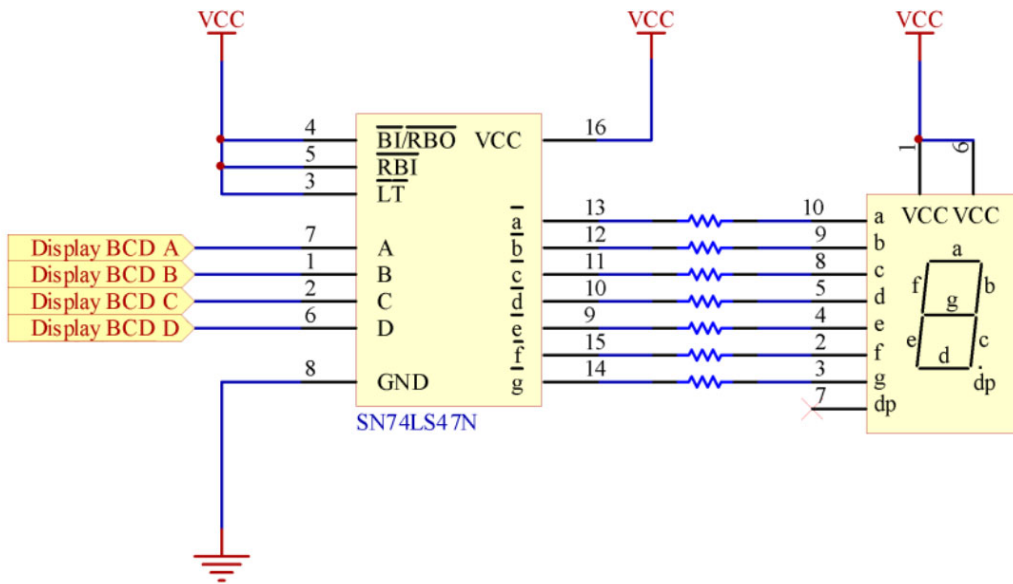 VCC VCC VCC
4 BI/RBO VCC 16
5 RBI
3 LT
1 6
VCC VCC
13 a 10 a
Display BCD A 7 A b 12 9 b
Display BCD B 1 B c 11 8 c
Display BCD C 2 C d 10 5 d
Display BCD D 6 D e 9 4 e
f 15 2 f
8 GND g 14 3 g
7 dp
a
f b
g
e c
d
dp
SN74LS47N